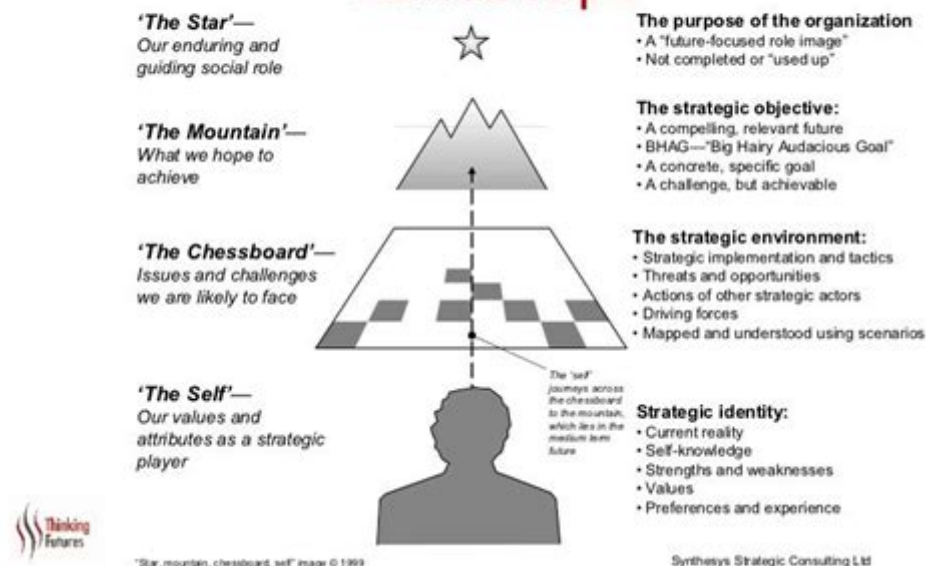 ‘The Star’—
Our enduring and
guiding social role
The purpose of the organization
• A “future-focused role image”
• Not completed or “used up”
‘The Mountain’—
What we hope to
achieve
The strategic objective:
• A compelling, relevant future
• BHAG—“Big Hairy Audacious Goal”
• A concrete, specific goal
• A challenge, but achievable
‘The Chessboard’—
Issues and challenges
we are likely to face
The strategic environment:
• Strategic implementation and tactics
• Threats and opportunities
• Actions of other strategic actors
• Driving forces
• Mapped and understood using scenarios
The ‘self’
journeys across
the chessboard
to the mountain,
which lies in the
medium term
future
‘The Self’—
Our values and
attributes as a strategic
player
Strategic identity:
• Current reality
• Self-knowledge
• Strengths and weaknesses
• Values
• Preferences and experience
Thinking
Futures
“Star, mountain, chessboard, self” image © 1999
Synthesys Strategic Consulting Ltd